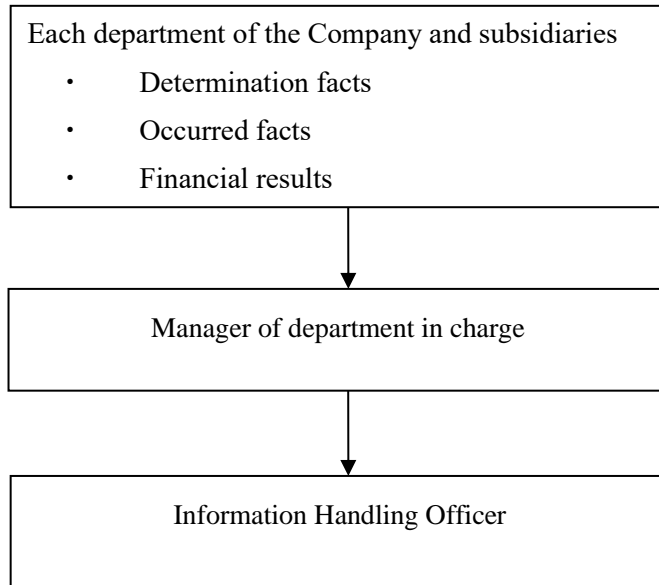 Each department of the Company and subsidiaries
・ Determination facts
・ Occurred facts
・ Financial results
Manager of department in charge
Information Handling Officer